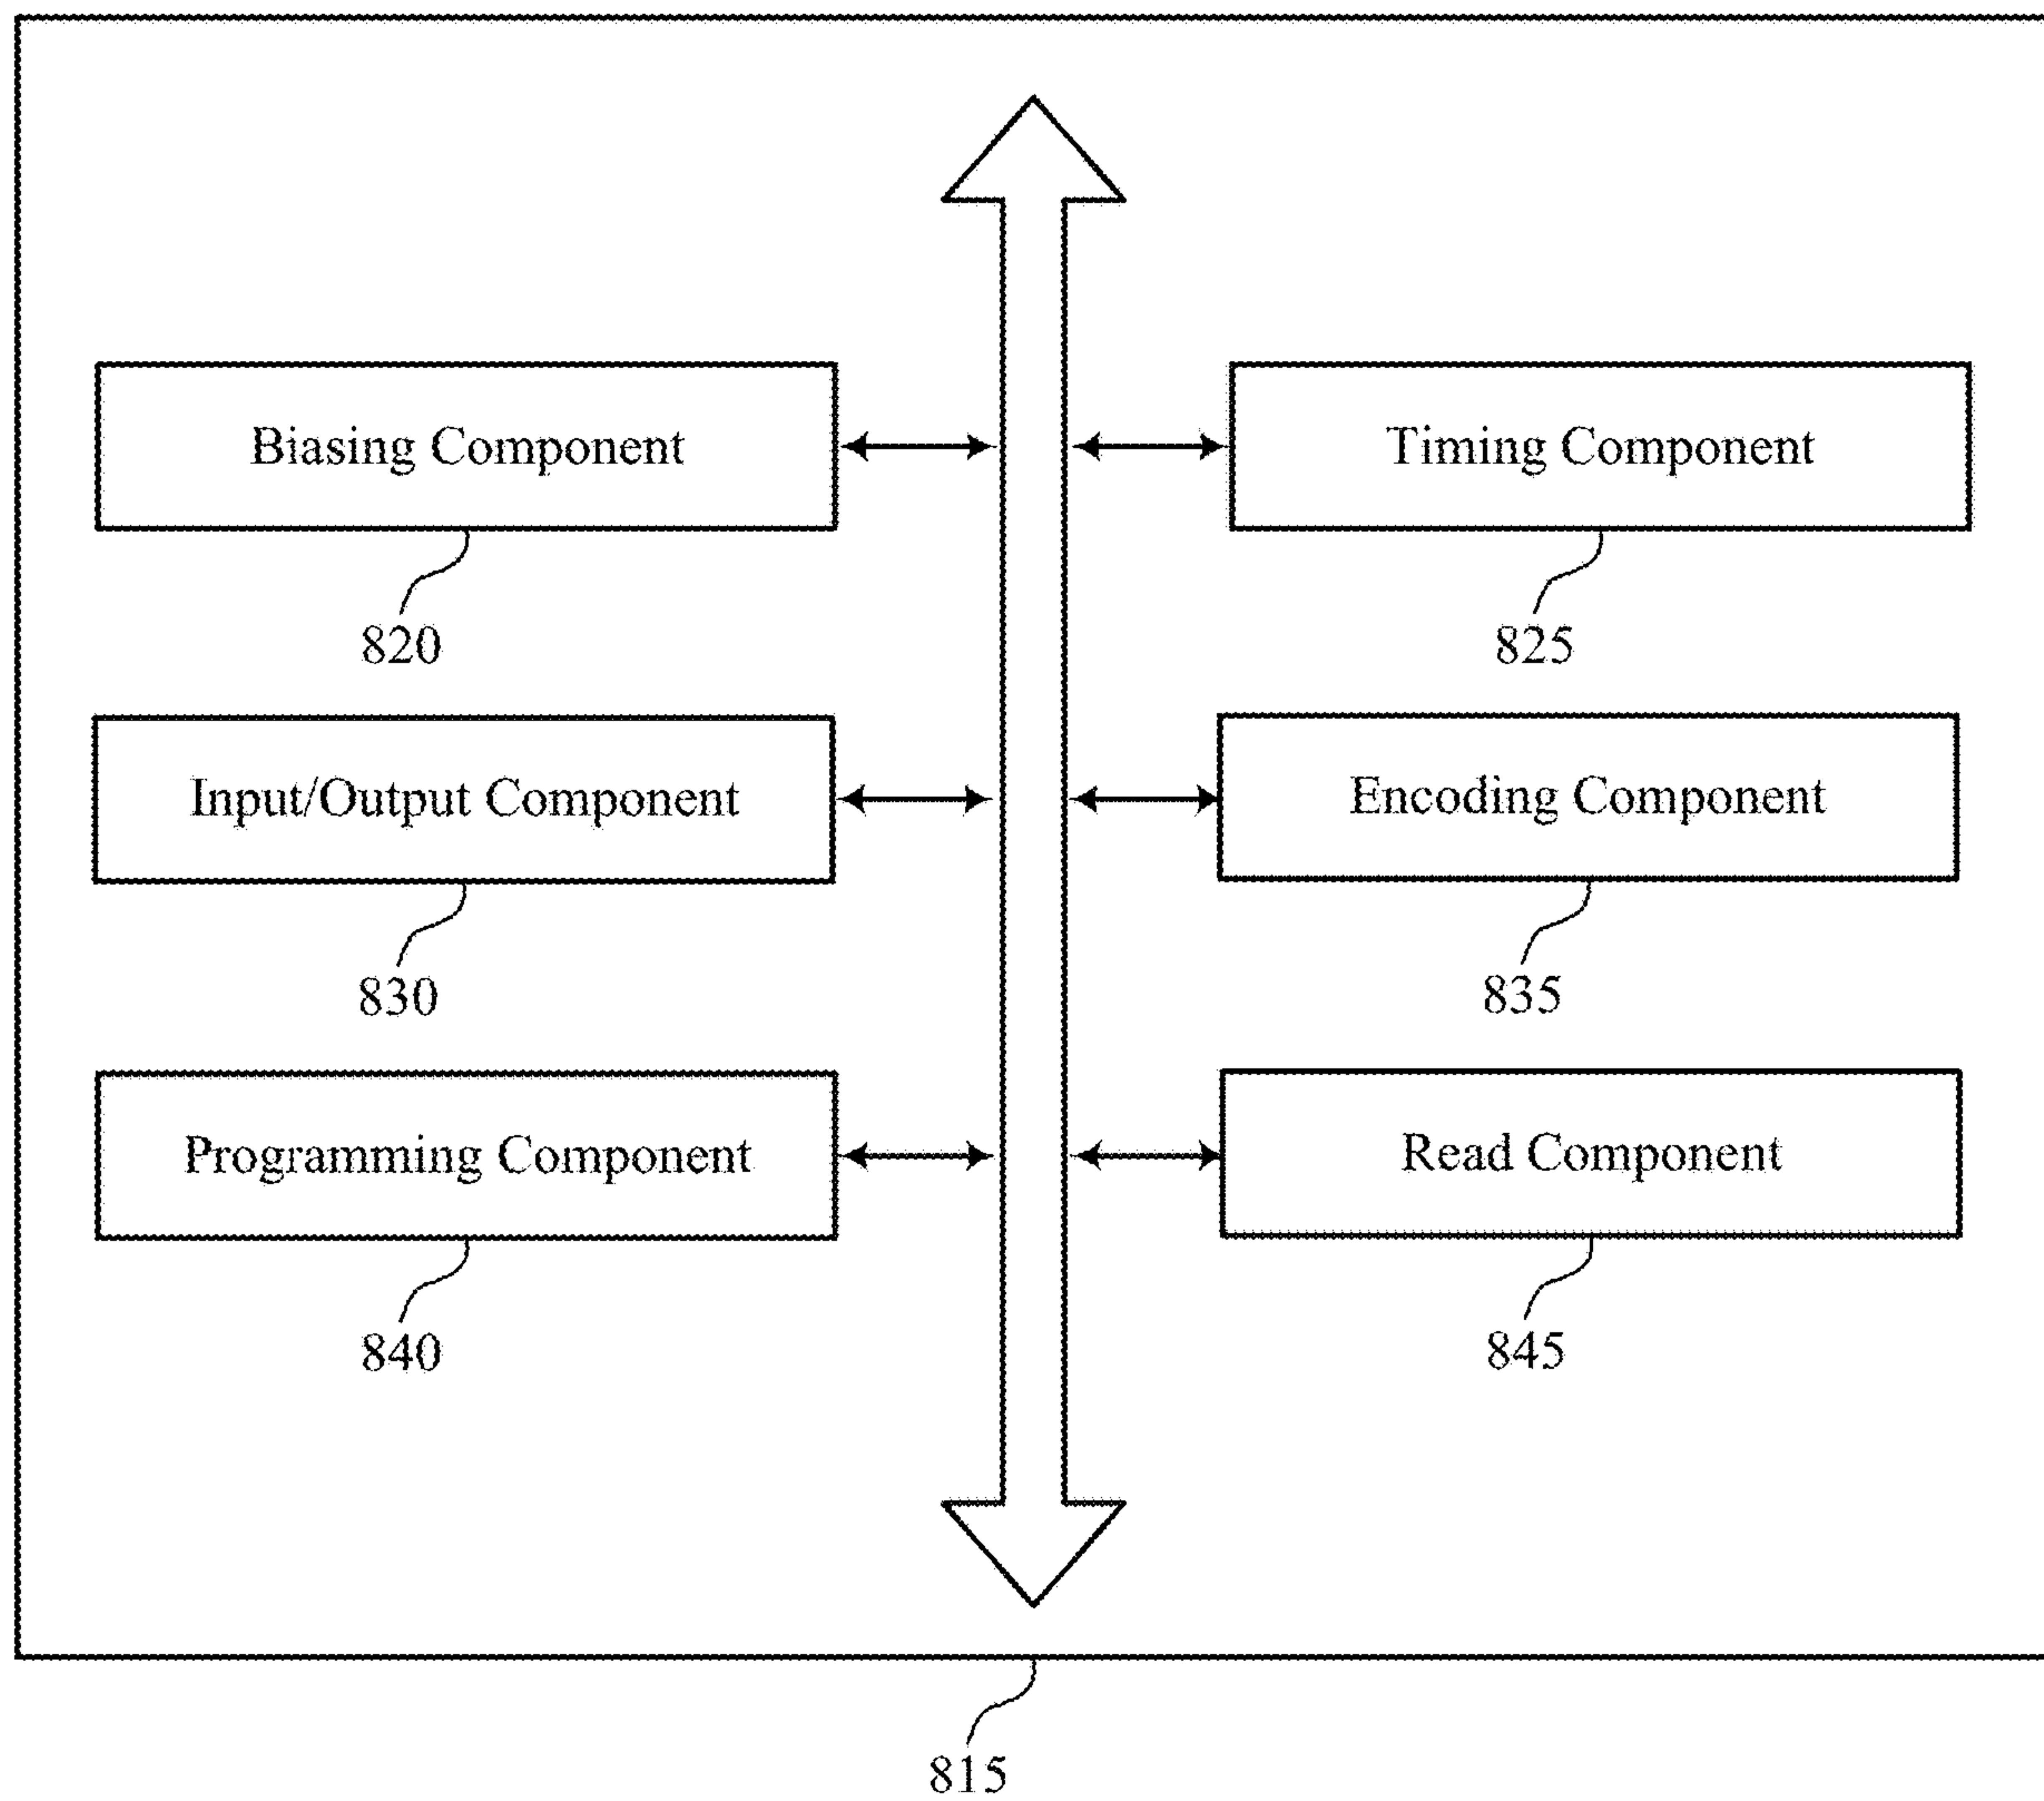 Biasing Component
Timing Component
820
825
Input/Output Component
Encoding Component
830
835
Programming Component
Read Component
840
845
815